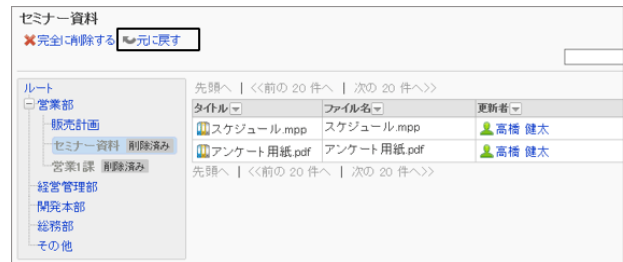 セミナー資料
完全に削除する 元に戻す
ルート
営業部
販売計画
セミナー資料 削除済み
営業1課 削除済み
経営管理部
開発本部
総務部
その他
先頭へ | <<前の 20 件へ | 次の 20 件へ>>
タイトル ファイル名 更新者
スケジュール.mpp スケジュール.mpp 高橋 健太
アンケート用紙.pdf アンケート用紙.pdf 高橋 健太
先頭へ | <<前の 20 件へ | 次の 20 件へ>>